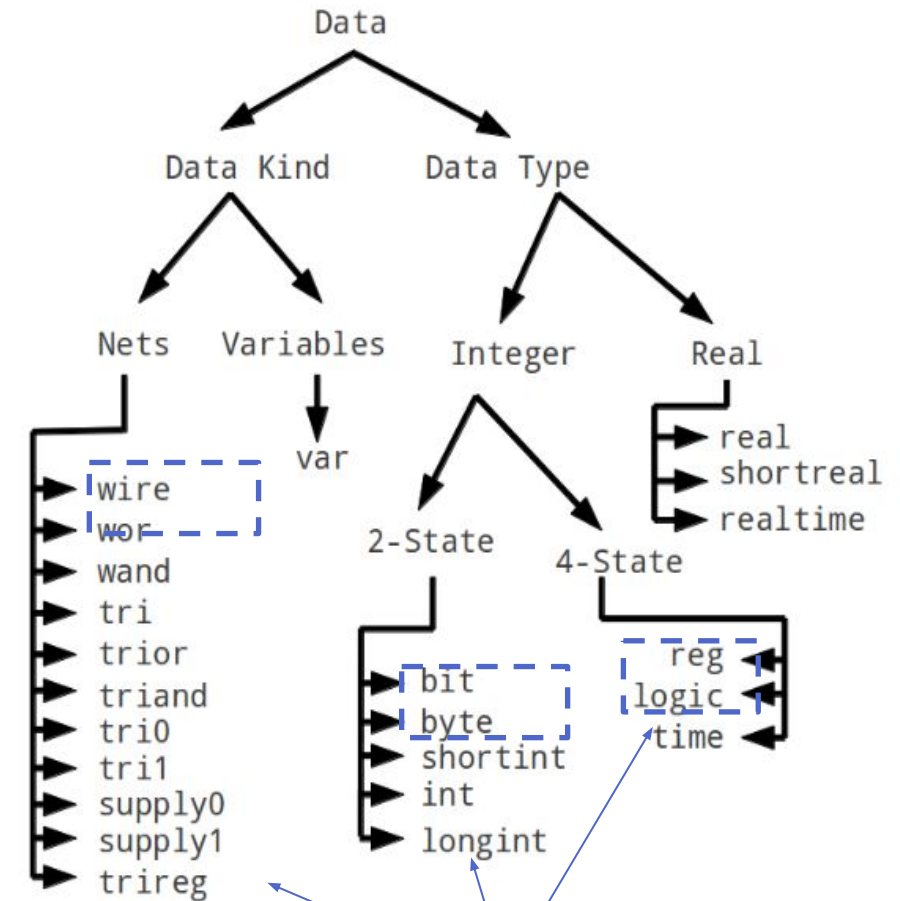 Data
Data Kind
Data Type
Nets
Variables
Integer
Real
var
wire
wor
wand
tri
trior
triand
tri0
tri1
supply0
supply1
trireg
2-State
4-State
bit
byte
shortint
int
longint
reg
logic
time
real
shortreal
realtime